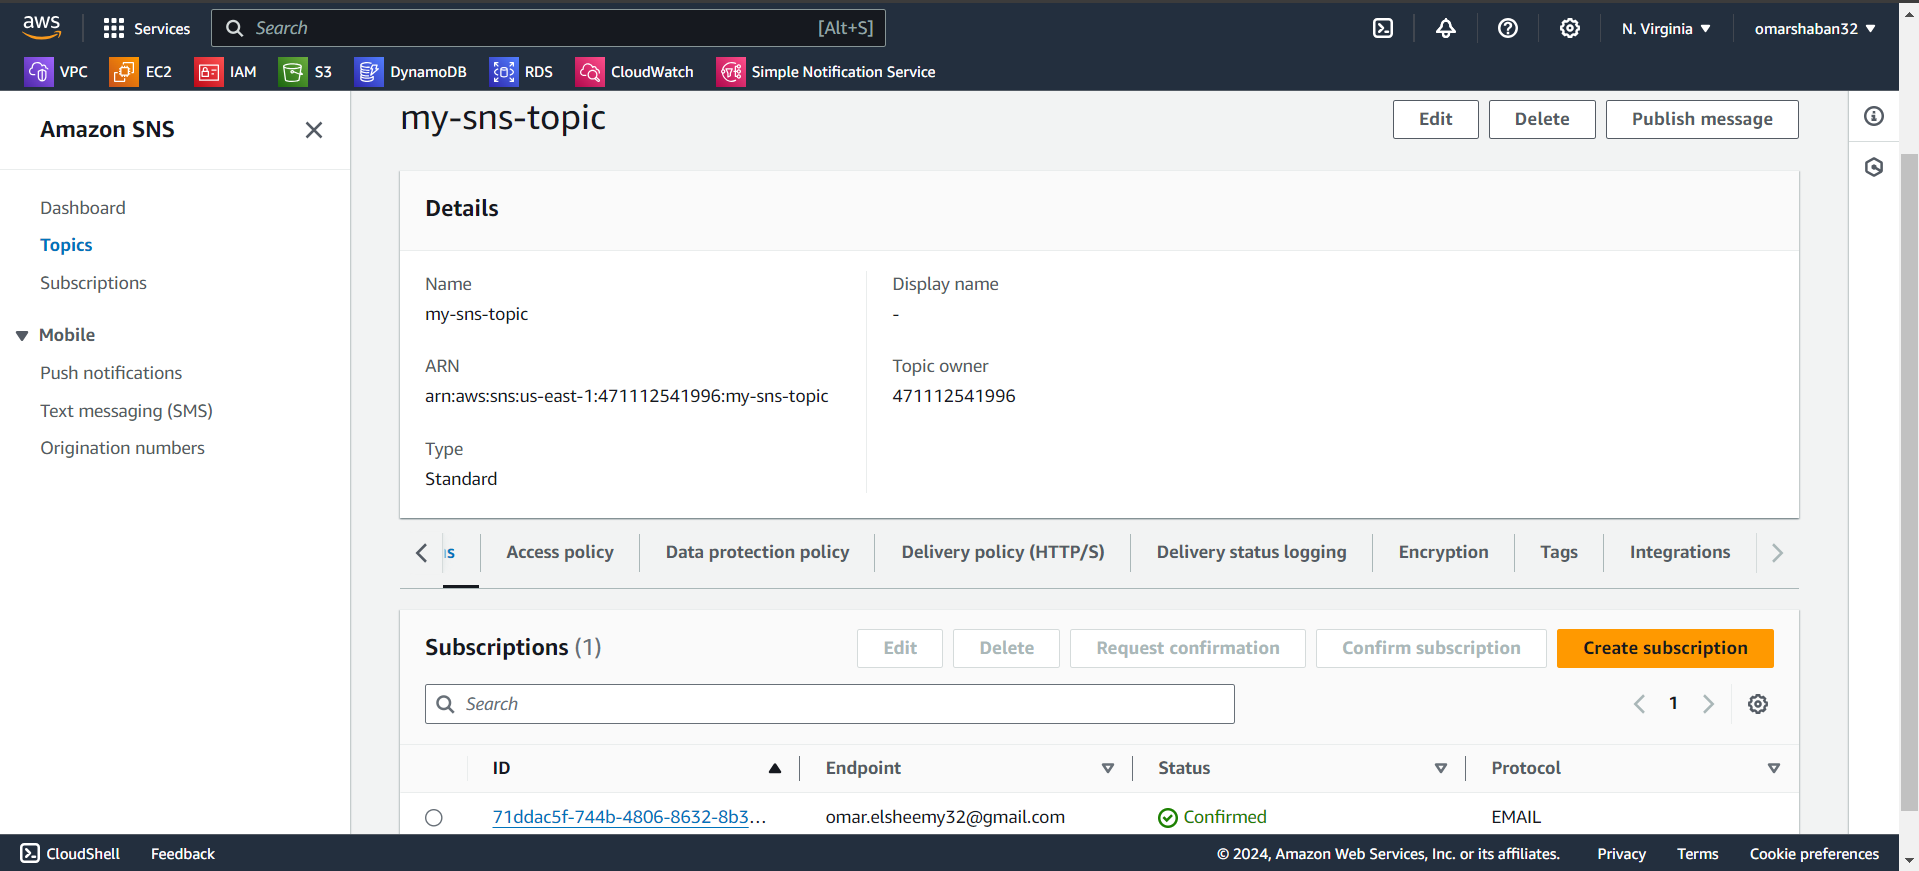 aws Services Search [Alt+S] N. Virginia omarshaban32
VPC EC2 IAM S3 DynamoDB RDS CloudWatch Simple Notification Service
Amazon SNS
Dashboard
Topics
Subscriptions
Mobile
Push notifications
Text messaging (SMS)
Origination numbers
my-sns-topic
Edit Delete Publish message
Details
Name
my-sns-topic
Display name
-
ARN
arn:aws:sns:us-east-1:471112541996:my-sns-topic
Topic owner
471112541996
Type
Standard
s Access policy Data protection policy Delivery policy (HTTP/S) Delivery status logging Encryption Tags Integrations
Subscriptions (1) Edit Delete Request confirmation Confirm subscription Create subscription
Search 1
ID Endpoint Status Protocol
71ddac5f-744b-4806-8632-8b3... omar.elsheemy32@gmail.com Confirmed EMAIL
CloudShell Feedback © 2024, Amazon Web Services, Inc. or its affiliates. Privacy Terms Cookie preferences